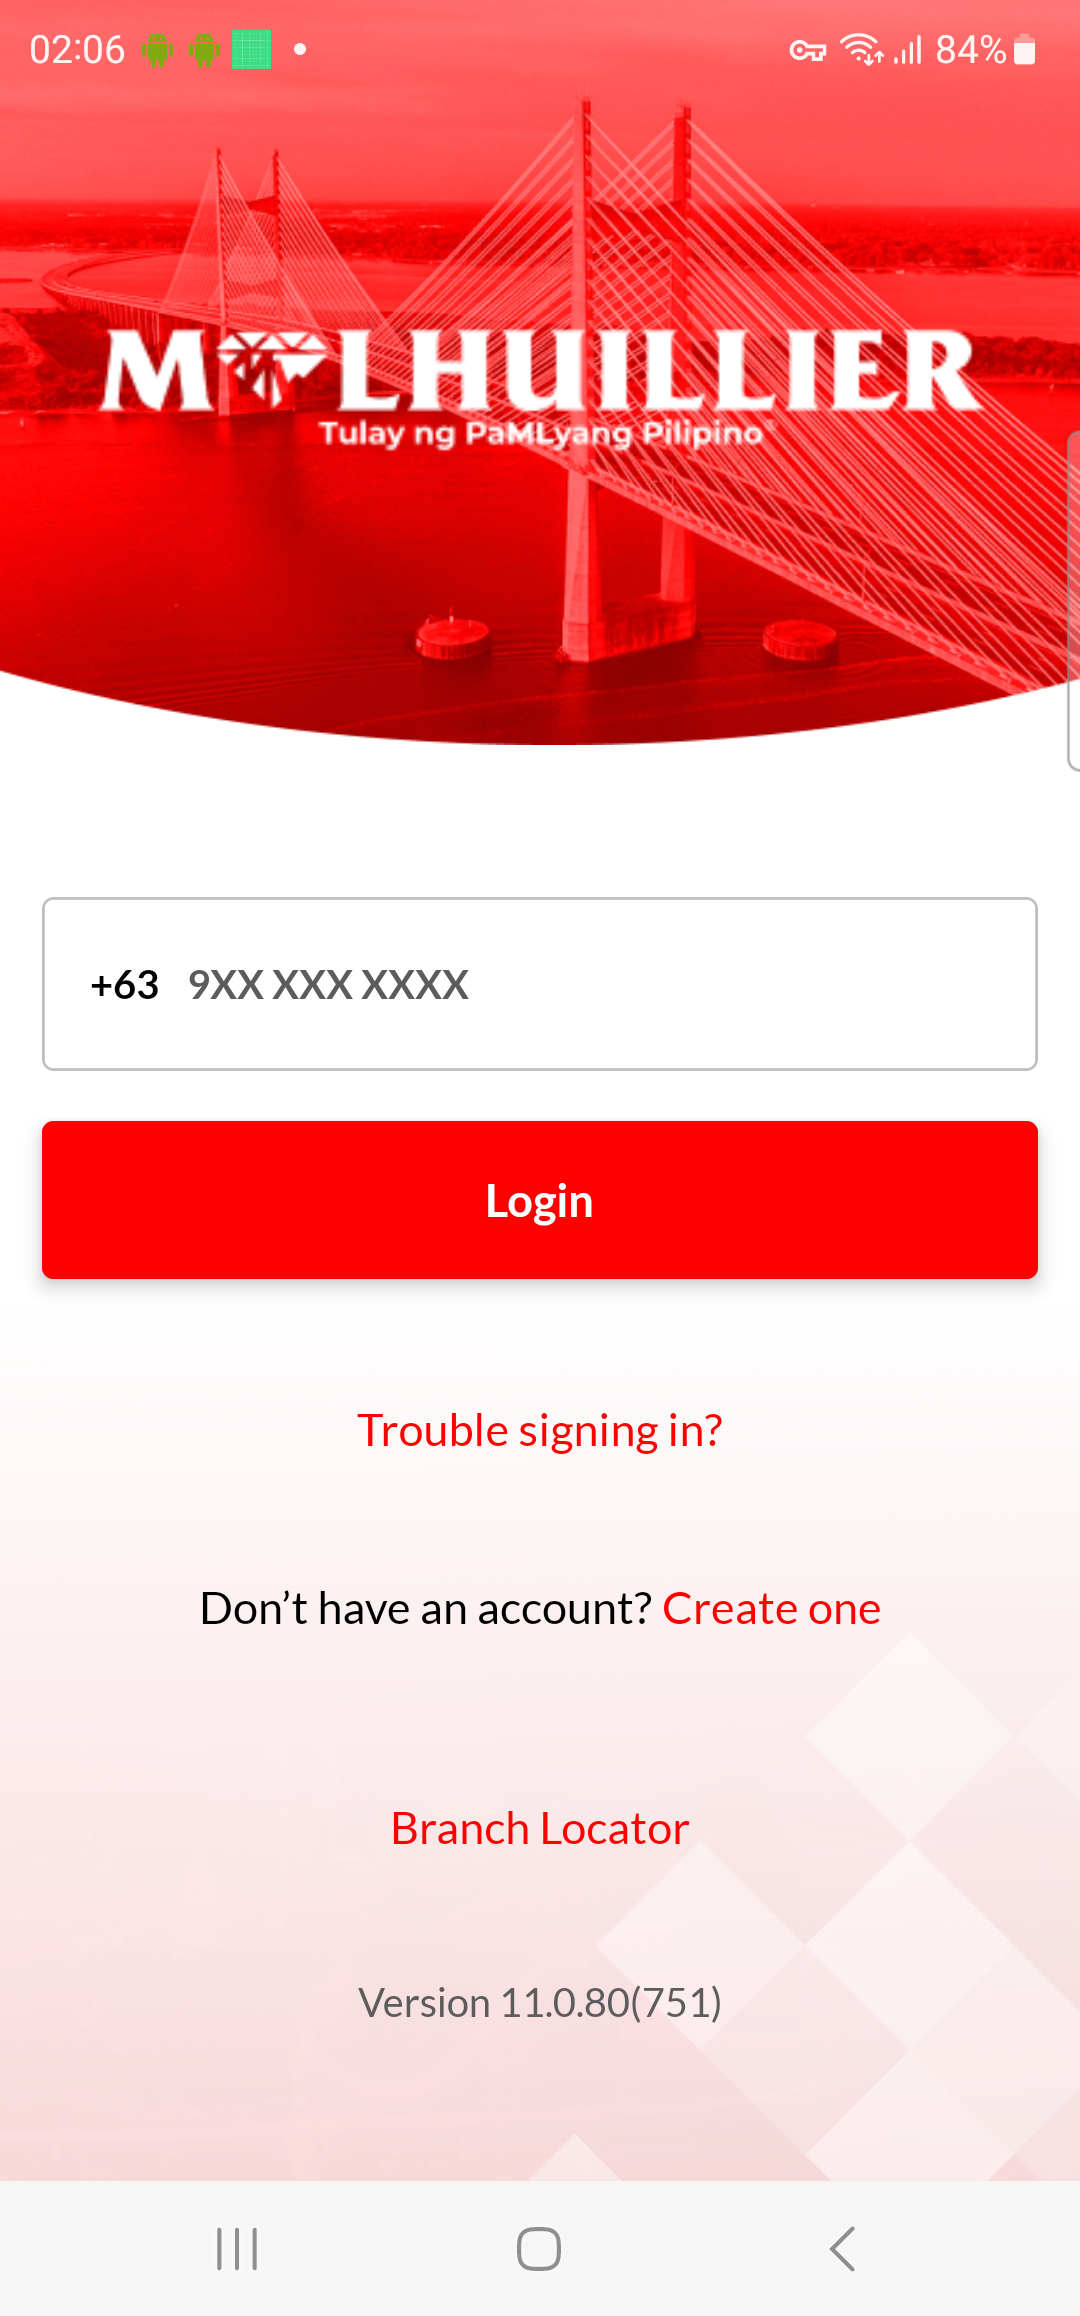 02:06
84%
M LHUILLIER
Tulay ng PaMLyang Pilipino
+63 9XX XXX XXXX
Login
Trouble signing in?
Don’t have an account? Create one
Branch Locator
Version 11.0.80(751)